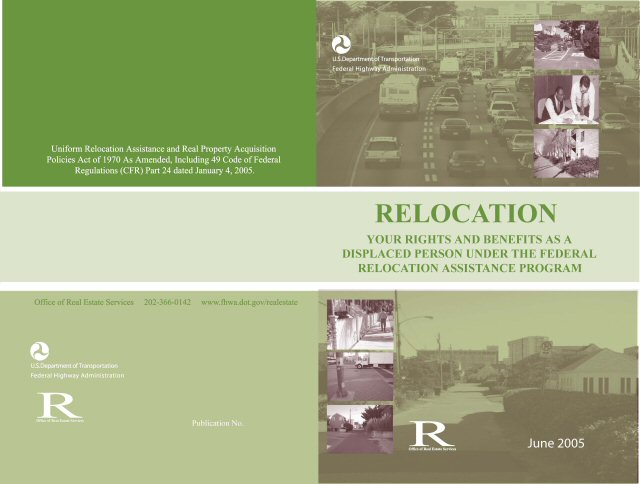 Uniform Relocation Assistance and Real Property Acquisition
Policies Act of 1970 As Amended, Including 49 Code of Federal
Regulations (CFR) Part 24 dated January 4, 2005.
U.S.Department of Transportation
Federal Highway Administration
RELOCATION
YOUR RIGHTS AND BENEFITS AS A
DISPLACED PERSON UNDER THE FEDERAL
RELOCATION ASSISTANCE PROGRAM
Office of Real Estate Services 202-366-0142 www.fhwa.dot.gov/realestate
U.S.Department of Transportation
Federal Highway Administration
R
Office of Real Estate Services
Publication No.
R
Office of Real Estate Services
June 2005